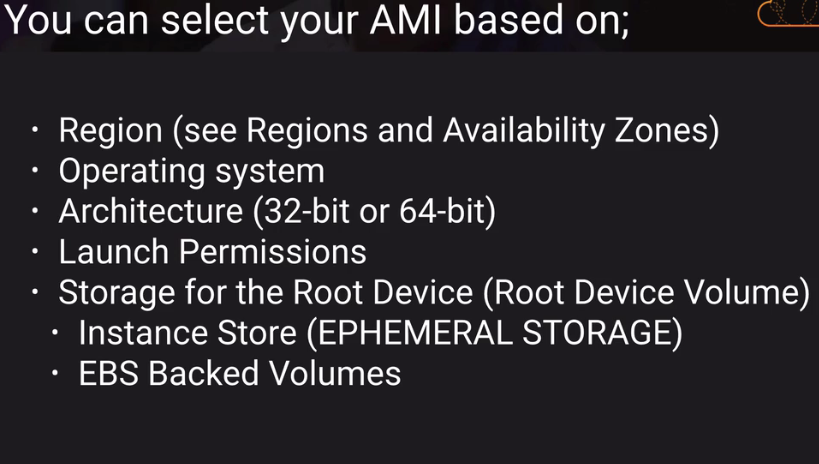 You can select your AMI based on;
• Region (see Regions and Availability Zones)
• Operating system
• Architecture (32-bit or 64-bit)
• Launch Permissions
• Storage for the Root Device (Root Device Volume)
• Instance Store (EPHEMERAL STORAGE)
• EBS Backed Volumes